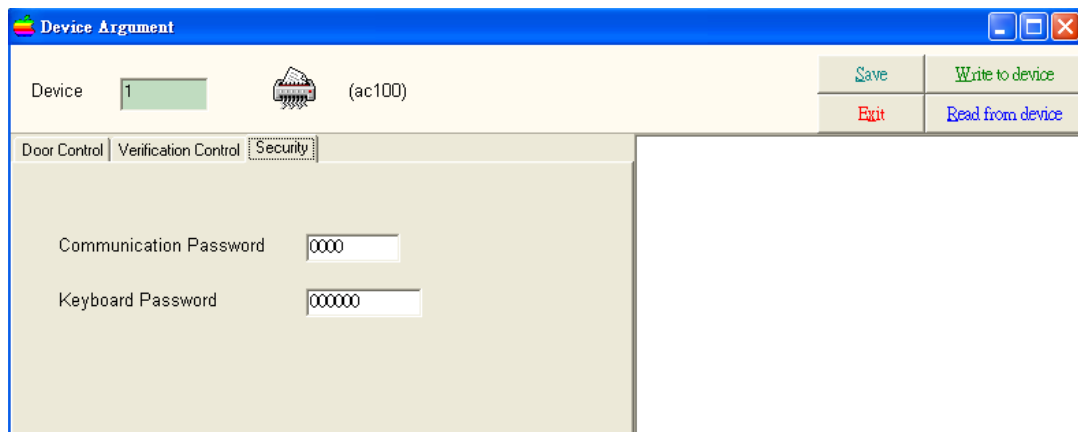 Device Argument
Device 1 (ac100) Save Write to device
Exit Read from device
Door Control Verification Control Security
Communication Password 0000
Keyboard Password 000000